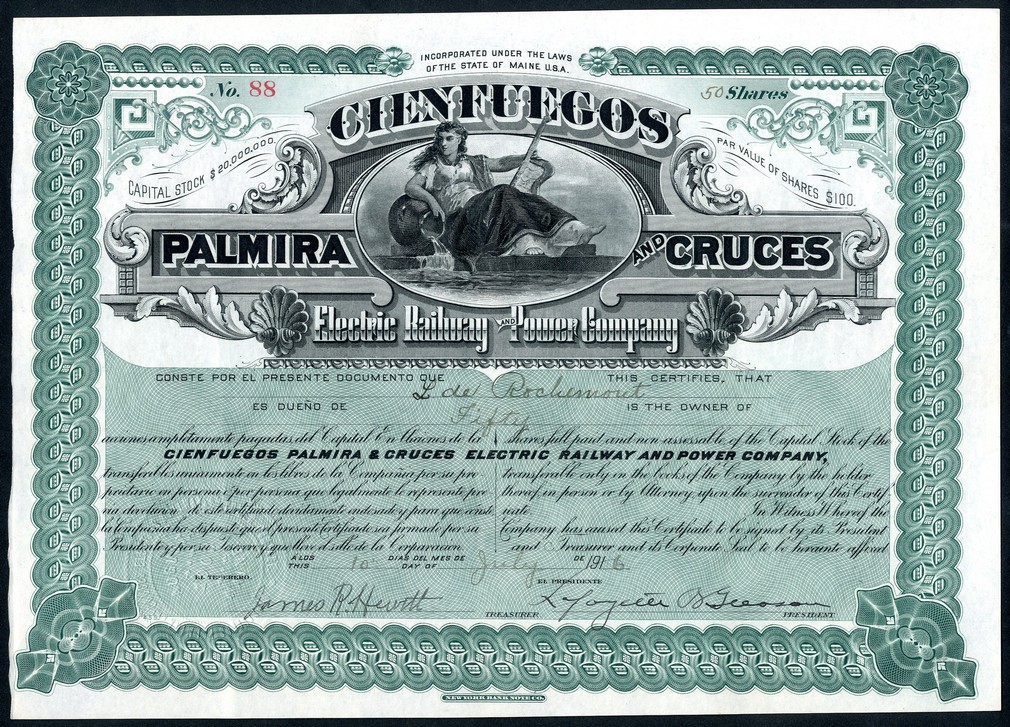 INCORPORATED UNDER THE LAWS
OF THE STATE OF MAINE U.S.A.
No. 88
50 Shares
CIENFUEGOS
CAPITAL STOCK $20,000,000.
PAR VALUE OF SHARES $100.
PALMIRA AND CRUCES
Electric Railway AND Power Company
CONSTE POR EL PRESENTE DOCUMENTO QUE THIS CERTIFIES, THAT
L de Rochemont
ES DUEÑO DE IS THE OWNER OF
Fifty
acciones completamente pagadas del Capital En Acciones de la shares full paid and non assessable of the Capital Stock of the
CIENFUEGOS PALMIRA & CRUCES ELECTRIC RAILWAY AND POWER COMPANY,
transferibles unicamente en los libros de la Compañia por su pro transferable only in the books of the Company by the holder
pietario en persona ó por persona que legalmente le represente pre thereof in person or by Attorney upon the surrender of this Certif
via devolucion de este certificado debidamente endosado y para que conste icate In Witness Whereof the
la Compañia ha dispuesto que el presente certificado sea firmado por su Company has caused this Certificate to be signed by its President
Presidente y por su Tesorero y que lleve el sello de la Corporacion and Treasurer and its Corporate Seal to be hereunto affixed
A LOS DIAS DEL MES DE DE
THIS 10 DAY OF July 1916.
EL TESORERO. EL PRESIDENTE
James R Hewitt TREASURER PRESIDENT
NEW YORK BANK NOTE CO.